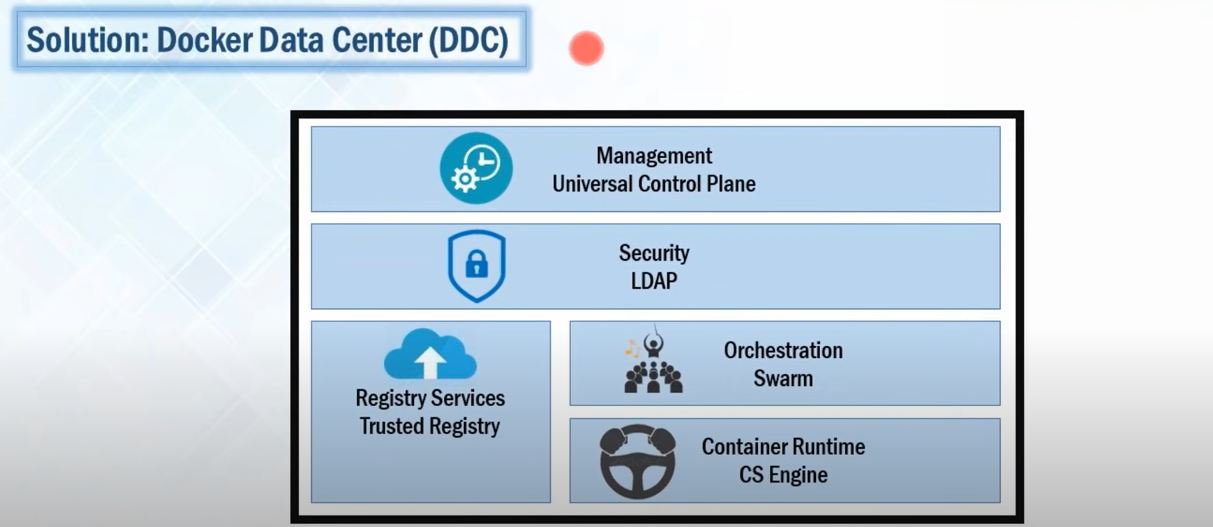 Solution: Docker Data Center (DDC)
Management
Universal Control Plane
Security
LDAP
Registry Services
Trusted Registry
Orchestration
Swarm
Container Runtime
CS Engine